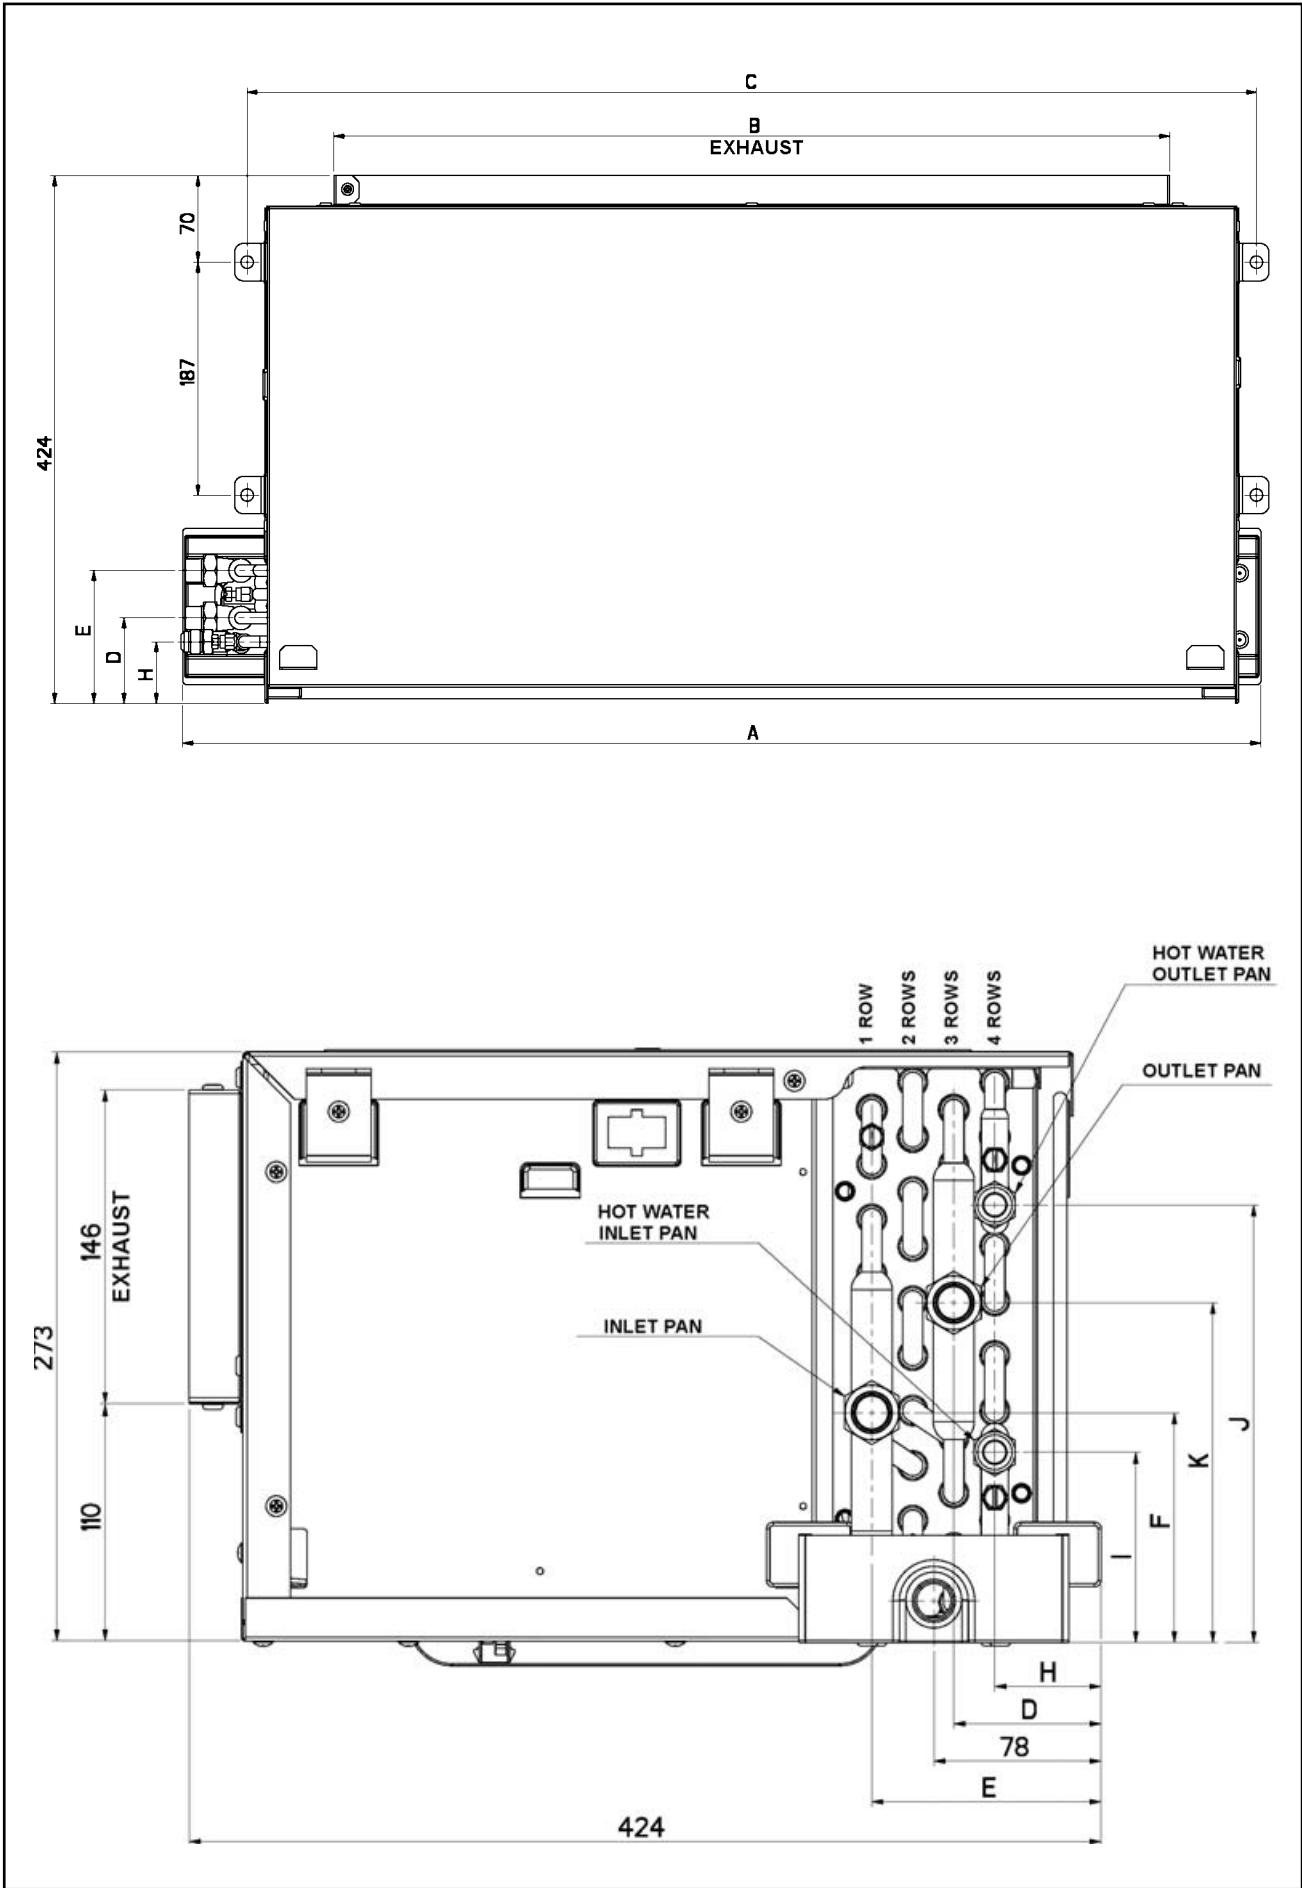 C
B
EXHAUST
70
187
424
E
D
H
A
HOT WATER
OUTLET PAN
1 ROW
2 ROWS
3 ROWS
4 ROWS
OUTLET PAN
146
EXHAUST
HOT WATER
INLET PAN
INLET PAN
273
110
J
K
F
I
H
D
78
E
424